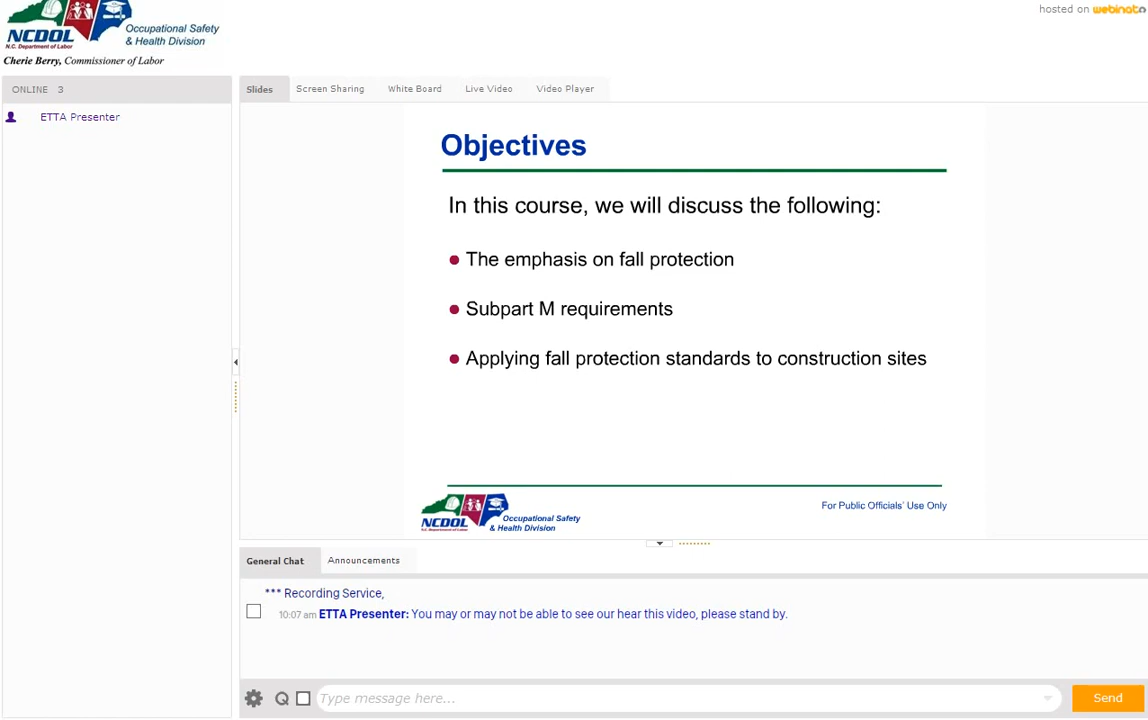 hosted on webinato
NCDOL
N.C. Department of Labor
Occupational Safety
& Health Division
Cherie Berry, Commissioner of Labor
ONLINE 3
ETTA Presenter
Slides Screen Sharing White Board Live Video Video Player
Objectives
In this course, we will discuss the following:
The emphasis on fall protection
Subpart M requirements
Applying fall protection standards to construction sites
NCDOL
N.C. Department of Labor
Occupational Safety
& Health Division
For Public Officials' Use Only
General Chat Announcements
*** Recording Service,
10:07 am ETTA Presenter: You may or may not be able to see our hear this video, please stand by.
Q Type message here... Send